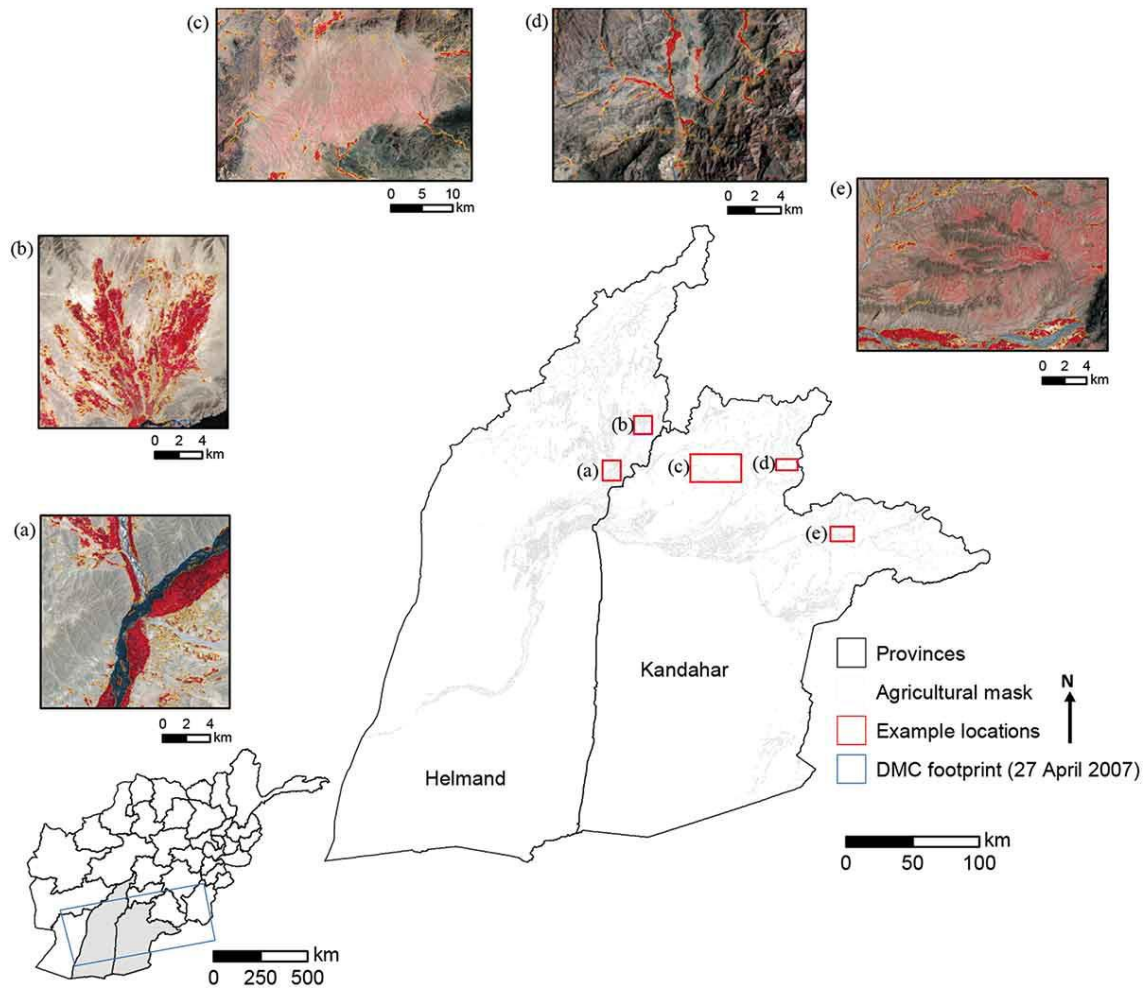 (c)
0 5 10
km
(d)
0 2 4
km
(e)
0 2 4
km
(b)
0 2 4
km
(a)
0 2 4
km
(b)
(a)
(c)
(d)
(e)
Helmand
Kandahar
Provinces
Agricultural mask
Example locations
DMC footprint (27 April 2007)
N
km
0 50 100
km
0 250 500